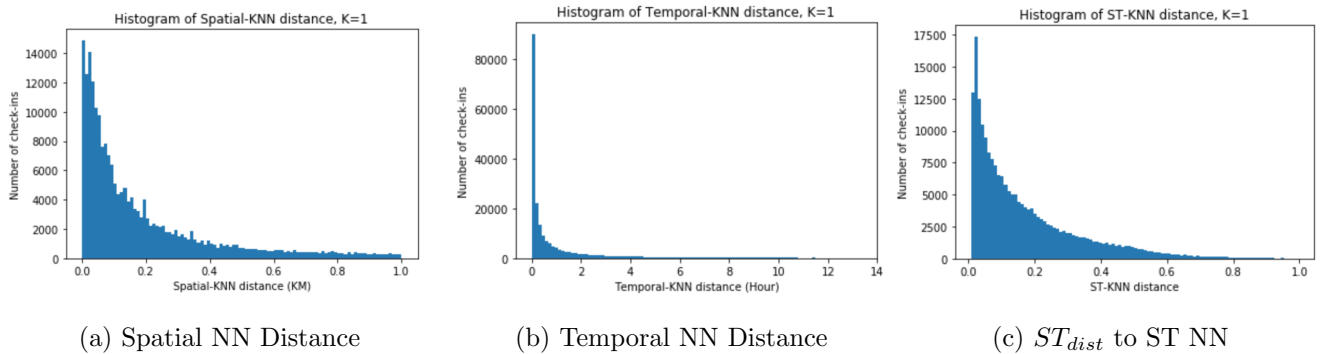 Histogram of Spatial-KNN distance, K=1
14000
12000
10000
8000
6000
4000
2000
0
Number of check-ins
0.0 0.2 0.4 0.6 0.8 1.0
Spatial-KNN distance (KM)
(a) Spatial NN Distance
Histogram of Temporal-KNN distance, K=1
80000
60000
40000
20000
0
Number of check-ins
0 2 4 6 8 10 12 14
Temporal-KNN distance (Hour)
(b) Temporal NN Distance
Histogram of ST-KNN distance, K=1
17500
15000
12500
10000
7500
5000
2500
0
Number of check-ins
0.0 0.2 0.4 0.6 0.8 1.0
ST-KNN distance
(c) ST_dist to ST NN